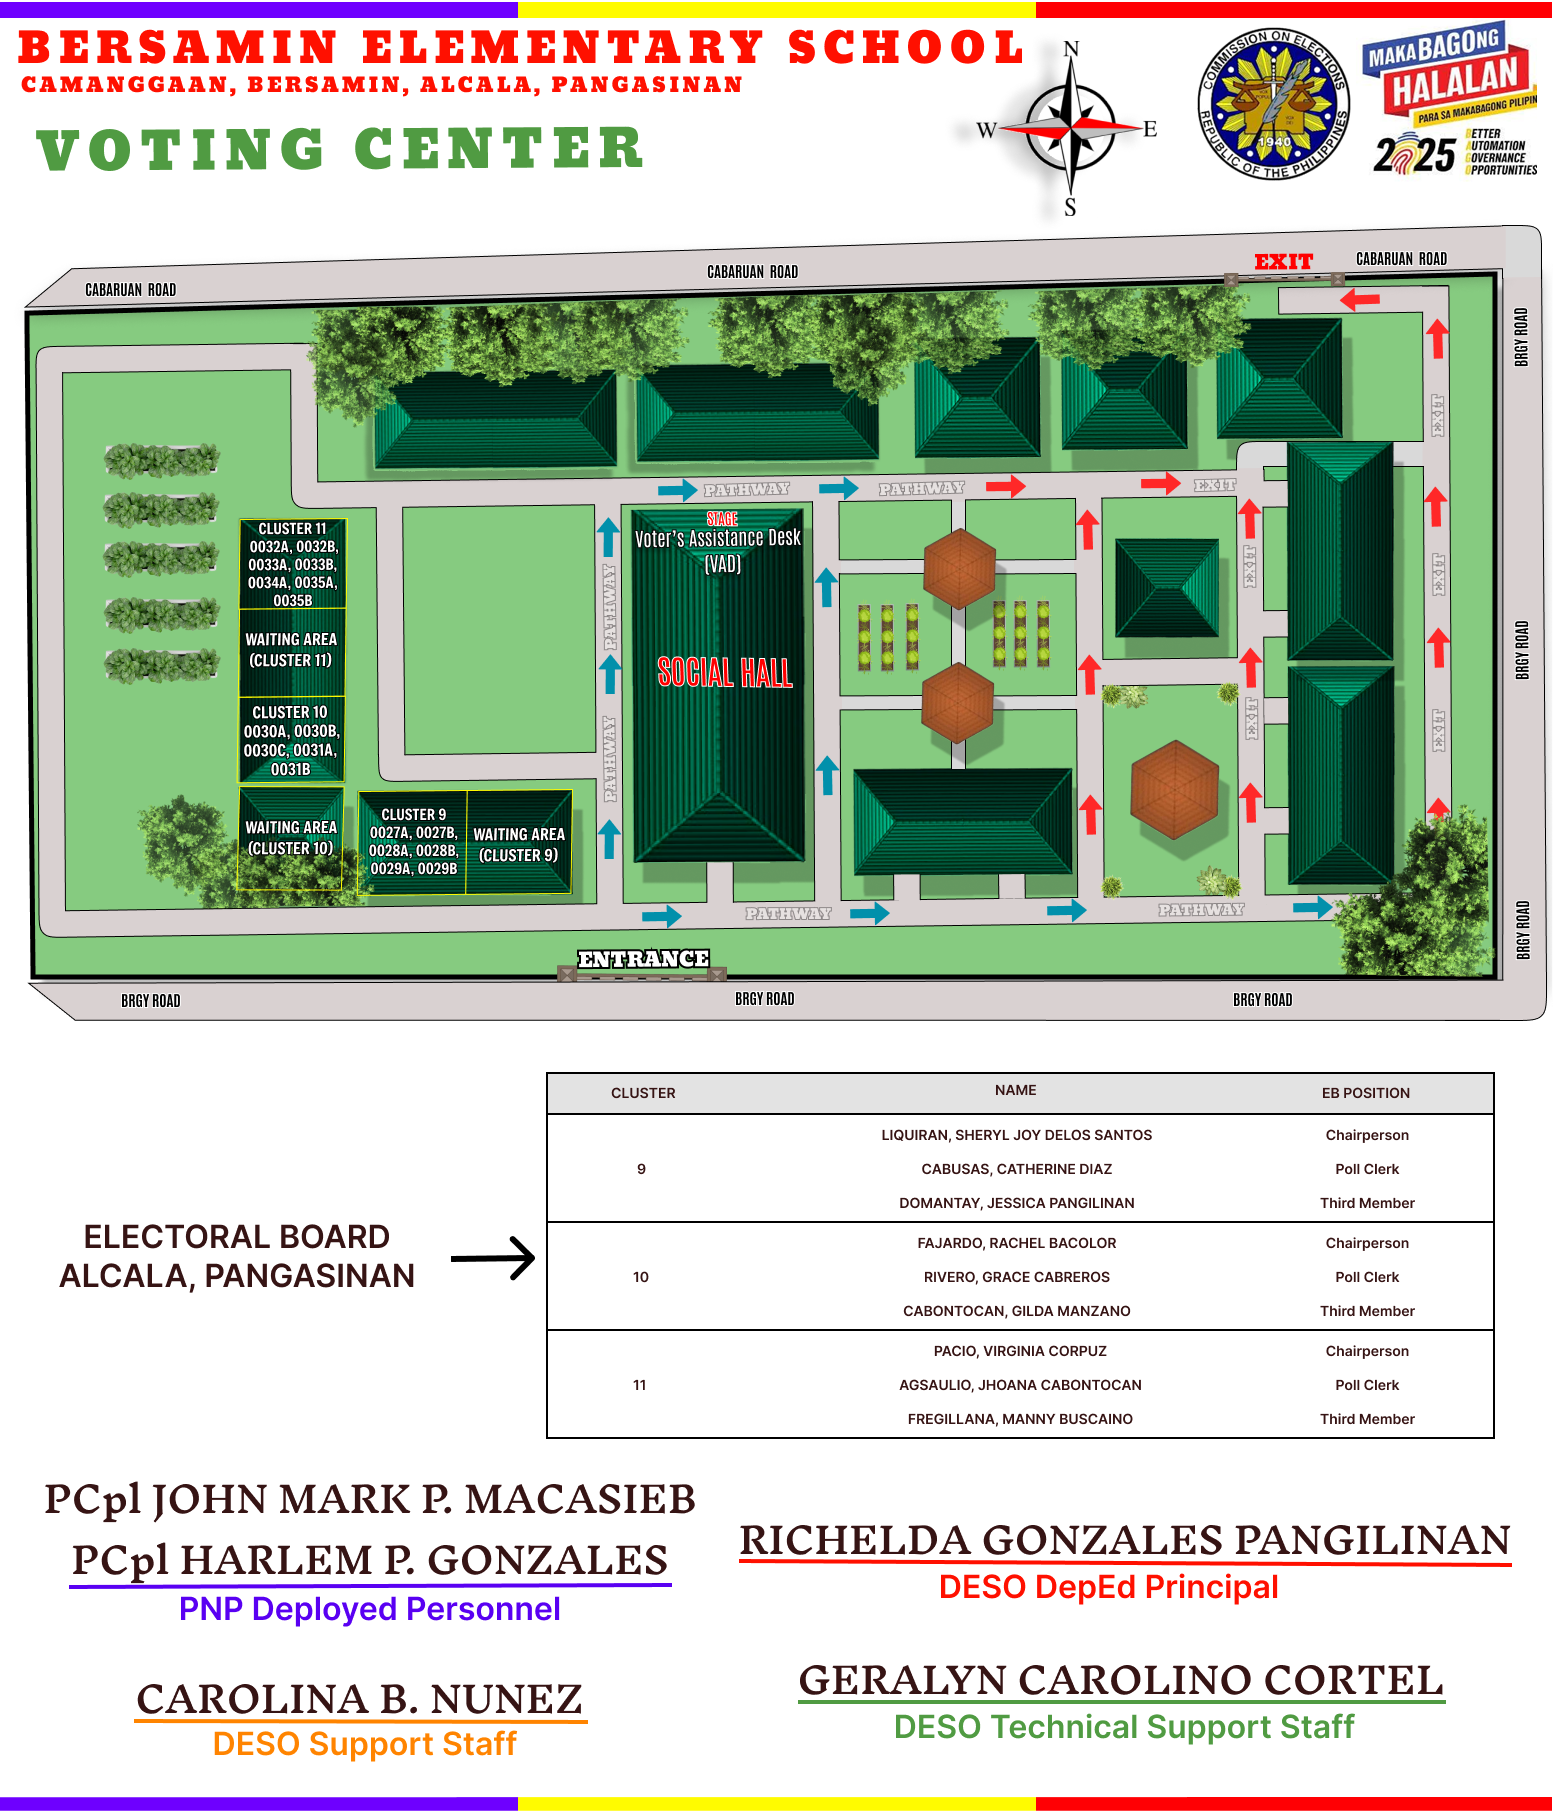 BERSAMIN ELEMENTARY SCHOOL
CAMANGGAAN, BERSAMIN, ALCALA, PANGASINAN
VOTING CENTER
N
W
E
S
COMMISSION ON ELECTIONS
REPUBLIC OF THE PHILIPPINES
1940
MAKABAGONG
HALALAN
PARA SA MAKABAGONG PILIPIN
2025
BETTER
AUTOMATION
GOVERNANCE
OPPORTUNITIES
CABARUAN ROAD
CABARUAN ROAD
EXIT
CABARUAN ROAD
BRGY ROAD
BRGY ROAD
BRGY ROAD
PATHWAY
PATHWAY
EXIT
EXIT
EXIT
EXIT
EXIT
EXIT
CLUSTER 11
0032A, 0032B,
0033A, 0033B,
0034A, 0035A,
0035B
WAITING AREA
(CLUSTER 11)
CLUSTER 10
0030A, 0030B,
0030C, 0031A,
0031B
WAITING AREA
(CLUSTER 10)
CLUSTER 9
0027A, 0027B,
0028A, 0028B,
0029A, 0029B
WAITING AREA
(CLUSTER 9)
PATHWAY
PATHWAY
STAGE
Voter's Assistance Desk
(VAD)
SOCIAL HALL
PATHWAY
PATHWAY
ENTRANCE
BRGY ROAD
BRGY ROAD
BRGY ROAD
ELECTORAL BOARD
ALCALA, PANGASINAN
CLUSTER NAME EB POSITION
LIQUIRAN, SHERYL JOY DELOS SANTOS Chairperson
9 CABUSAS, CATHERINE DIAZ Poll Clerk
DOMANTAY, JESSICA PANGILINAN Third Member
FAJARDO, RACHEL BACOLOR Chairperson
10 RIVERO, GRACE CABREROS Poll Clerk
CABONTOCAN, GILDA MANZANO Third Member
PACIO, VIRGINIA CORPUZ Chairperson
11 AGSAULIO, JHOANA CABONTOCAN Poll Clerk
FREGILLANA, MANNY BUSCAINO Third Member
PCpl JOHN MARK P. MACASIEB
PCpl HARLEM P. GONZALES
PNP Deployed Personnel
RICHELDA GONZALES PANGILINAN
DESO DepEd Principal
CAROLINA B. NUNEZ
DESO Support Staff
GERALYN CAROLINO CORTEL
DESO Technical Support Staff